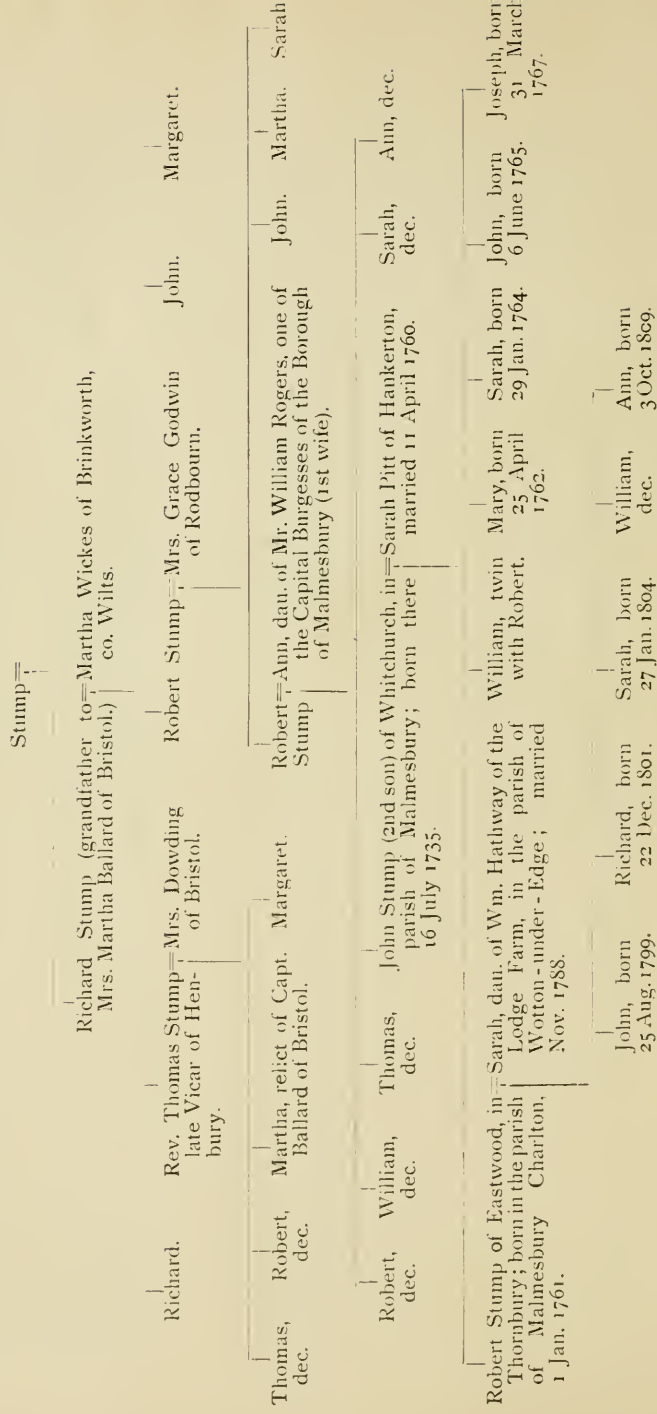 Stump=
Richard Stump (grandfather to=Martha Wickes of Brinkworth,
Mrs. Martha Ballard of Bristol.) co. Wilts.
Richard.
Rev. Thomas Stump=Mrs. Dowding
late Vicar of Hen- of Bristol.
bury.
Robert Stump=Mrs. Grace Godwin
of Rodbourn.
John.
Margaret.
Thomas,
dec.
Robert,
dec.
Martha, relict of Capt.
Ballard of Bristol.
Margaret.
Robert=Ann, dau. of Mr. William Rogers, one of
Stump the Capital Burgesses of the Borough
of Malmesbury (1st wife).
John.
Martha.
Sarah
Robert,
dec.
William,
dec.
Thomas,
dec.
John Stump (2nd son) of Whitchurch, in=Sarah Pitt of Hankerton,
parish of Malmesbury; born there married 11 April 1760.
16 July 1735.
Sarah,
dec.
Ann, dec.
Robert Stump of Eastwood, in=Sarah, dau. of Wm. Hathway of the
Thornbury; born in the parish Lodge Farm, in the parish of
of Malmesbury Charlton, Wotton-under-Edge; married
1 Jan. 1761. Nov. 1788.
William, twin
with Robert.
Mary, born
25 April
1762.
Sarah, born
29 Jan. 1764.
John, born
6 June 1765.
Joseph, born
31 March
1767.
John, born
25 Aug. 1799.
Richard, born
22 Dec. 1801.
Sarah, born
27 Jan. 1804.
William,
dec.
Ann, born
3 Oct. 1809.